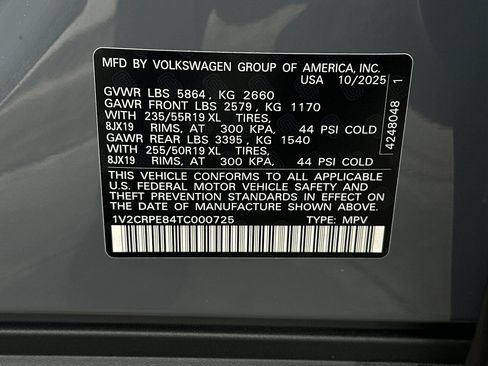 MFD BY VOLKSWAGEN GROUP OF AMERICA, INC.
USA 10/2025
GVWR LBS 5864, KG 2660
GAWR FRONT LBS 2579, KG 1170
WITH 235/55R19 XL TIRES,
8JX19 RIMS, AT 300 KPA, 44 PSI COLD
GAWR REAR LBS 3395, KG 1540
WITH 255/50R19 XL TIRES,
8JX19 RIMS, AT 300 KPA, 44 PSI COLD
THIS VEHICLE CONFORMS TO ALL APPLICABLE
U.S. FEDERAL MOTOR VEHICLE SAFETY AND
THEFT PREVENTION STANDARDS IN EFFECT ON
THE DATE OF MANUFACTURE SHOWN ABOVE.
1V2CRPE84TC000725 TYPE: MPV
4248048 1